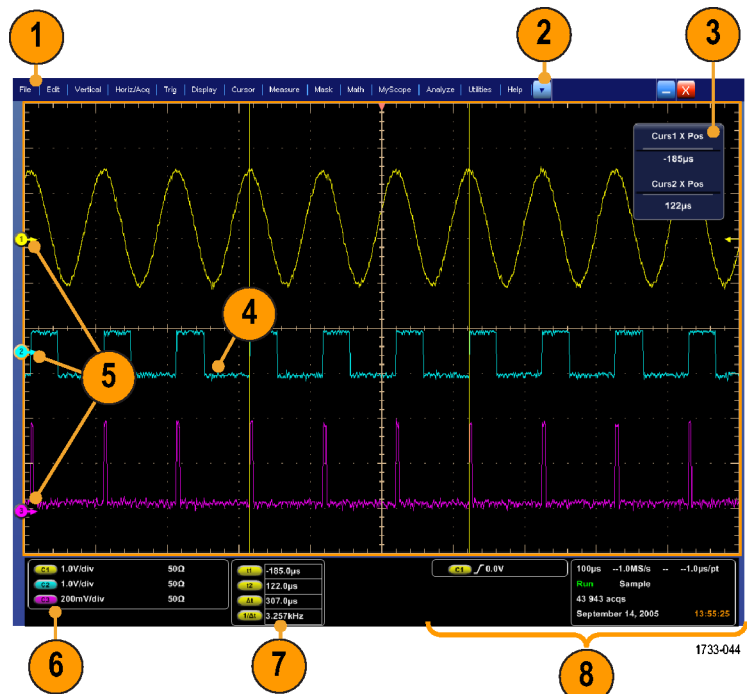 1 2 3
File Edit Vertical Horiz/Acq Trig Display Cursor Measure Mask Math MyScope Analyze Utilities Help
X
Curs1 X Pos
-185µs
Curs2 X Pos
122µs
1
4
2
5
3
C1 1.0V/div 50Ω
C2 1.0V/div 50Ω
C3 200mV/div 50Ω
t1 -185.0µs
t2 122.0µs
Δt 307.0µs
1/Δt 3.257kHz
C1 0.0V
100µs --1.0MS/s -- --1.0µs/pt
Run Sample
43 943 acqs
September 14, 2005 13:55:25
1733-044
6 7 8